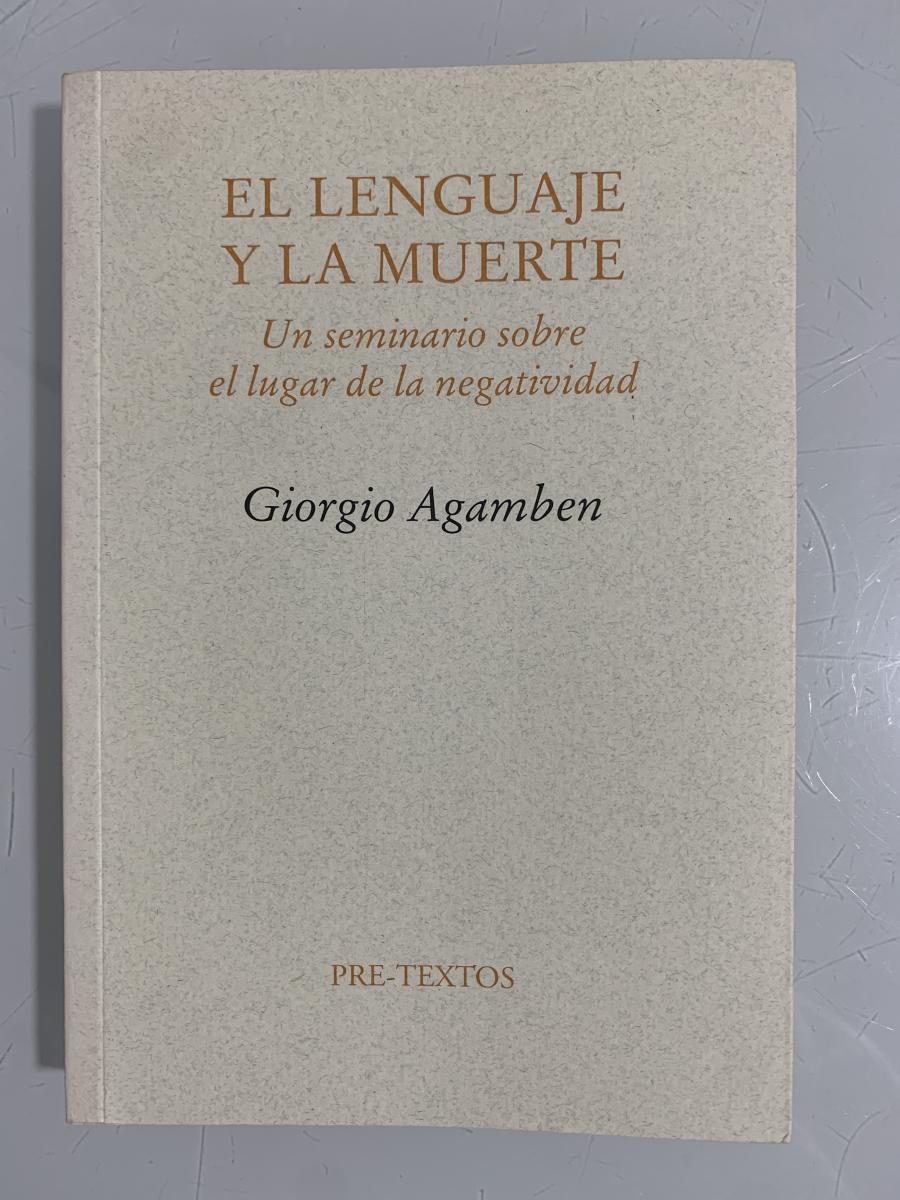 EL LENGUAJE
Y LA MUERTE
Un seminario sobre
el lugar de la negatividad
Giorgio Agamben
PRE-TEXTOS